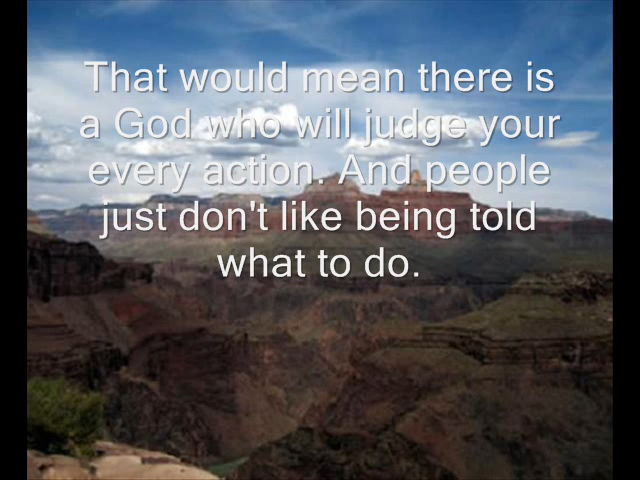 That would mean there is
a God who will judge your
every action. And people
just don't like being told
what to do.